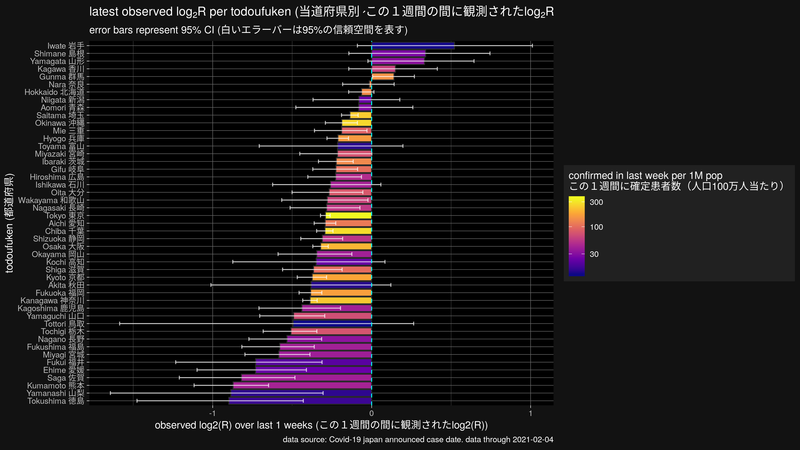 latest observed log2R per todoufuken (当道府県別 この１週間の間に観測されたlog2R
error bars represent 95% CI (白いエラーバーは95%の信頼空間を表す)
todoufuken (都道府県)
Iwate 岩手
Shimane 島根
Yamagata 山形
Kagawa 香川
Gunma 群馬
Nara 奈良
Hokkaido 北海道
Niigata 新潟
Aomori 青森
Saitama 埼玉
Okinawa 沖縄
Mie 三重
Hyogo 兵庫
Toyama 富山
Miyazaki 宮崎
Ibaraki 茨城
Gifu 岐阜
Hiroshima 広島
Ishikawa 石川
Oita 大分
Wakayama 和歌山
Nagasaki 長崎
Tokyo 東京
Aichi 愛知
Chiba 千葉
Shizuoka 静岡
Osaka 大阪
Okayama 岡山
Kochi 高知
Shiga 滋賀
Kyoto 京都
Akita 秋田
Fukuoka 福岡
Kanagawa 神奈川
Kagoshima 鹿児島
Yamaguchi 山口
Tottori 鳥取
Tochigi 栃木
Nagano 長野
Fukushima 福島
Miyagi 宮城
Fukui 福井
Ehime 愛媛
Saga 佐賀
Kumamoto 熊本
Yamanashi 山梨
Tokushima 徳島
-1 0 1
observed log2(R) over last 1 weeks (この１週間の間に観測されたlog2(R))
data source: Covid-19 japan announced case date. data through 2021-02-04
confirmed in last week per 1M pop
この１週間に確定患者数（人口100万人当たり）
300
100
30